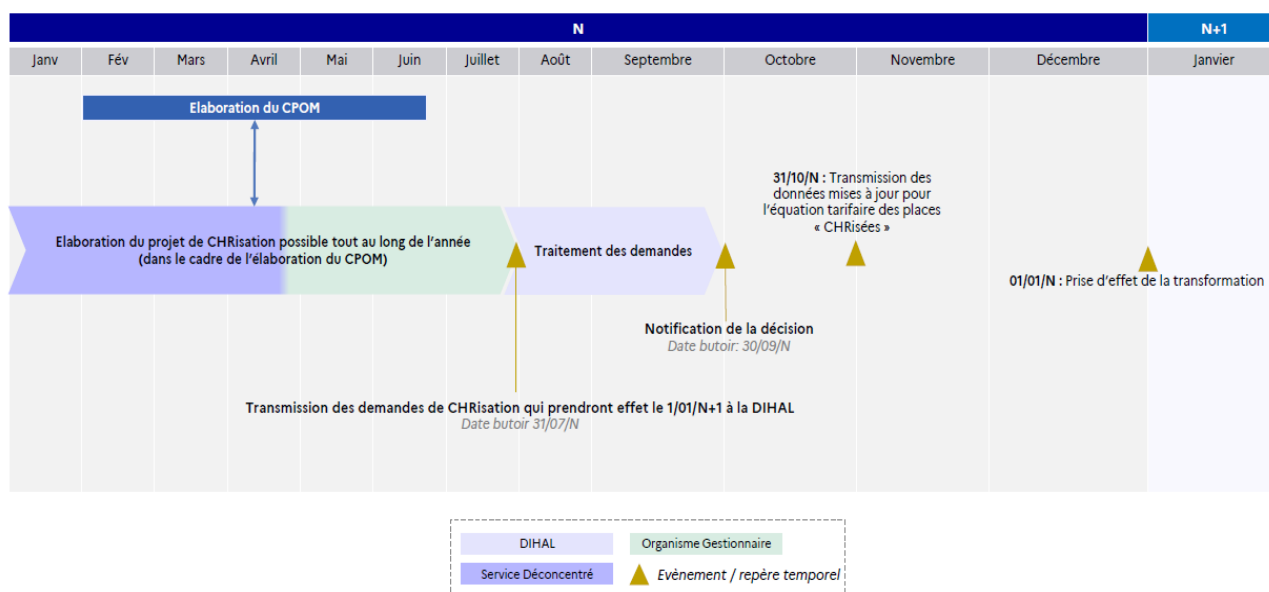 N
N+1
Janv
Fév
Mars
Avril
Mai
Juin
Juillet
Août
Septembre
Octobre
Novembre
Décembre
Janvier
Elaboration du CPOM
31/10/N : Transmission des
données mises à jour pour
l'équation tarifaire des places
« CHRisées »
Elaboration du projet de CHRisation possible tout au long de l'année
(dans le cadre de l'élaboration du CPOM)
Traitement des demandes
01/01/N : Prise d'effet de la transformation
Notification de la décision
Date butoir: 30/09/N
Transmission des demandes de CHRisation qui prendront effet le 1/01/N+1 à la DIHAL
Date butoir 31/07/N
DIHAL
Organisme Gestionnaire
Service Déconcentré
Evènement / repère temporel